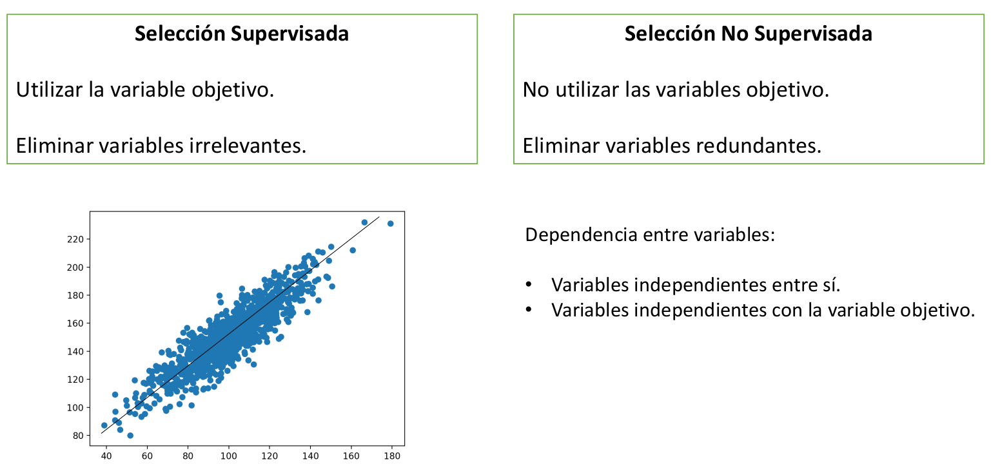 Selección Supervisada
Utilizar la variable objetivo.
Eliminar variables irrelevantes.
Selección No Supervisada
No utilizar las variables objetivo.
Eliminar variables redundantes.
220
200
180
160
140
120
100
80
40 60 80 100 120 140 160 180
Dependencia entre variables:
• Variables independientes entre sí.
• Variables independientes con la variable objetivo.